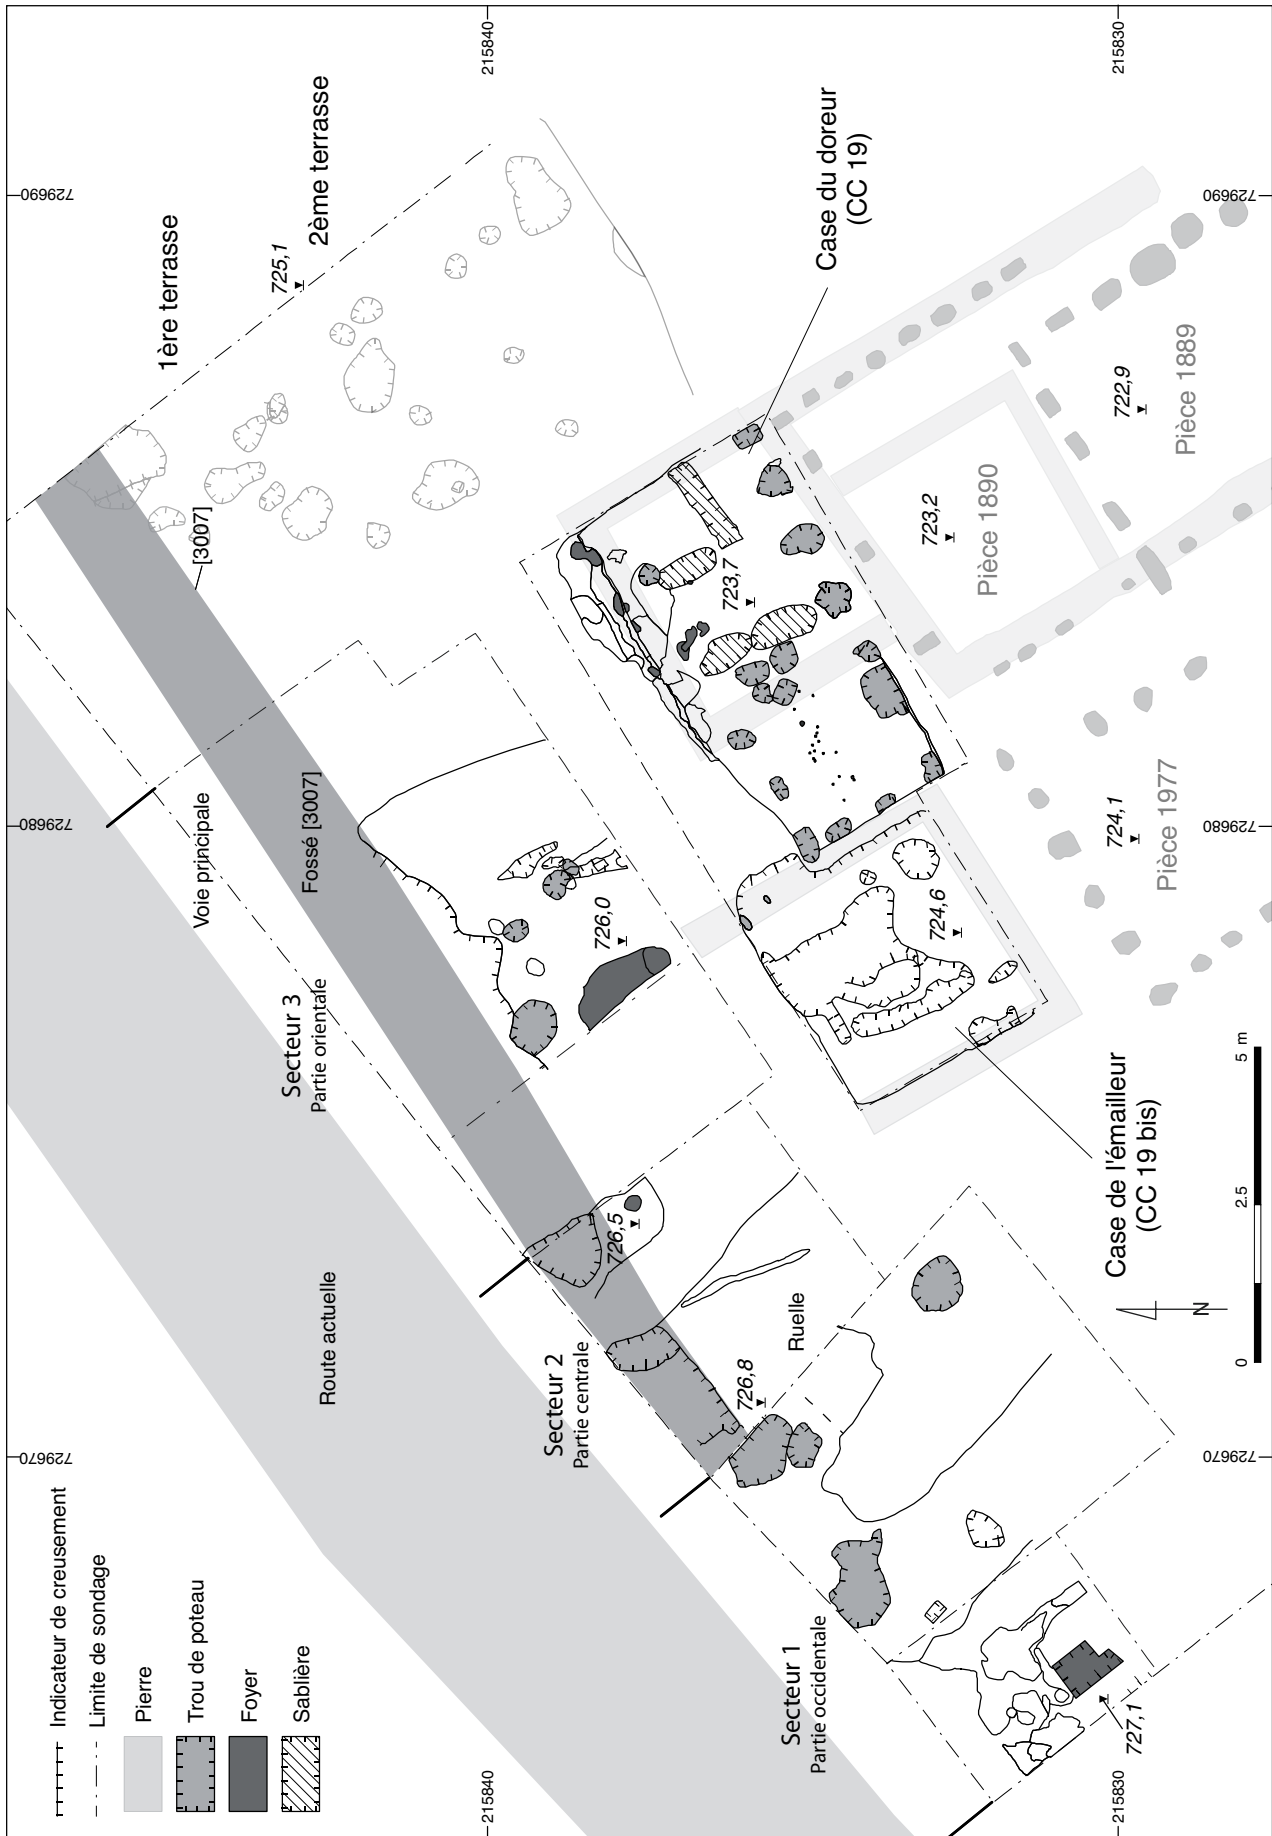 Indicateur de creusement
Limite de sondage
Pierre
Trou de poteau
Foyer
Sablière
729670
729680
729690
215840
215830
1ère terrasse
2ème terrasse
725,1
[3007]
Voie principale
Fossé [3007]
Secteur 3
Partie orientale
726,0
Route actuelle
Secteur 2
Partie centrale
726,5
726,8
Ruelle
Secteur 1
Partie occidentale
727,1
Case du doreur
(CC 19)
723,7
Pièce 1890
723,2
Pièce 1889
722,9
Pièce 1977
724,1
724,6
Case de l'émailleur
(CC 19 bis)
N
0
2.5
5 m
215840
215830
729670
729680
729690